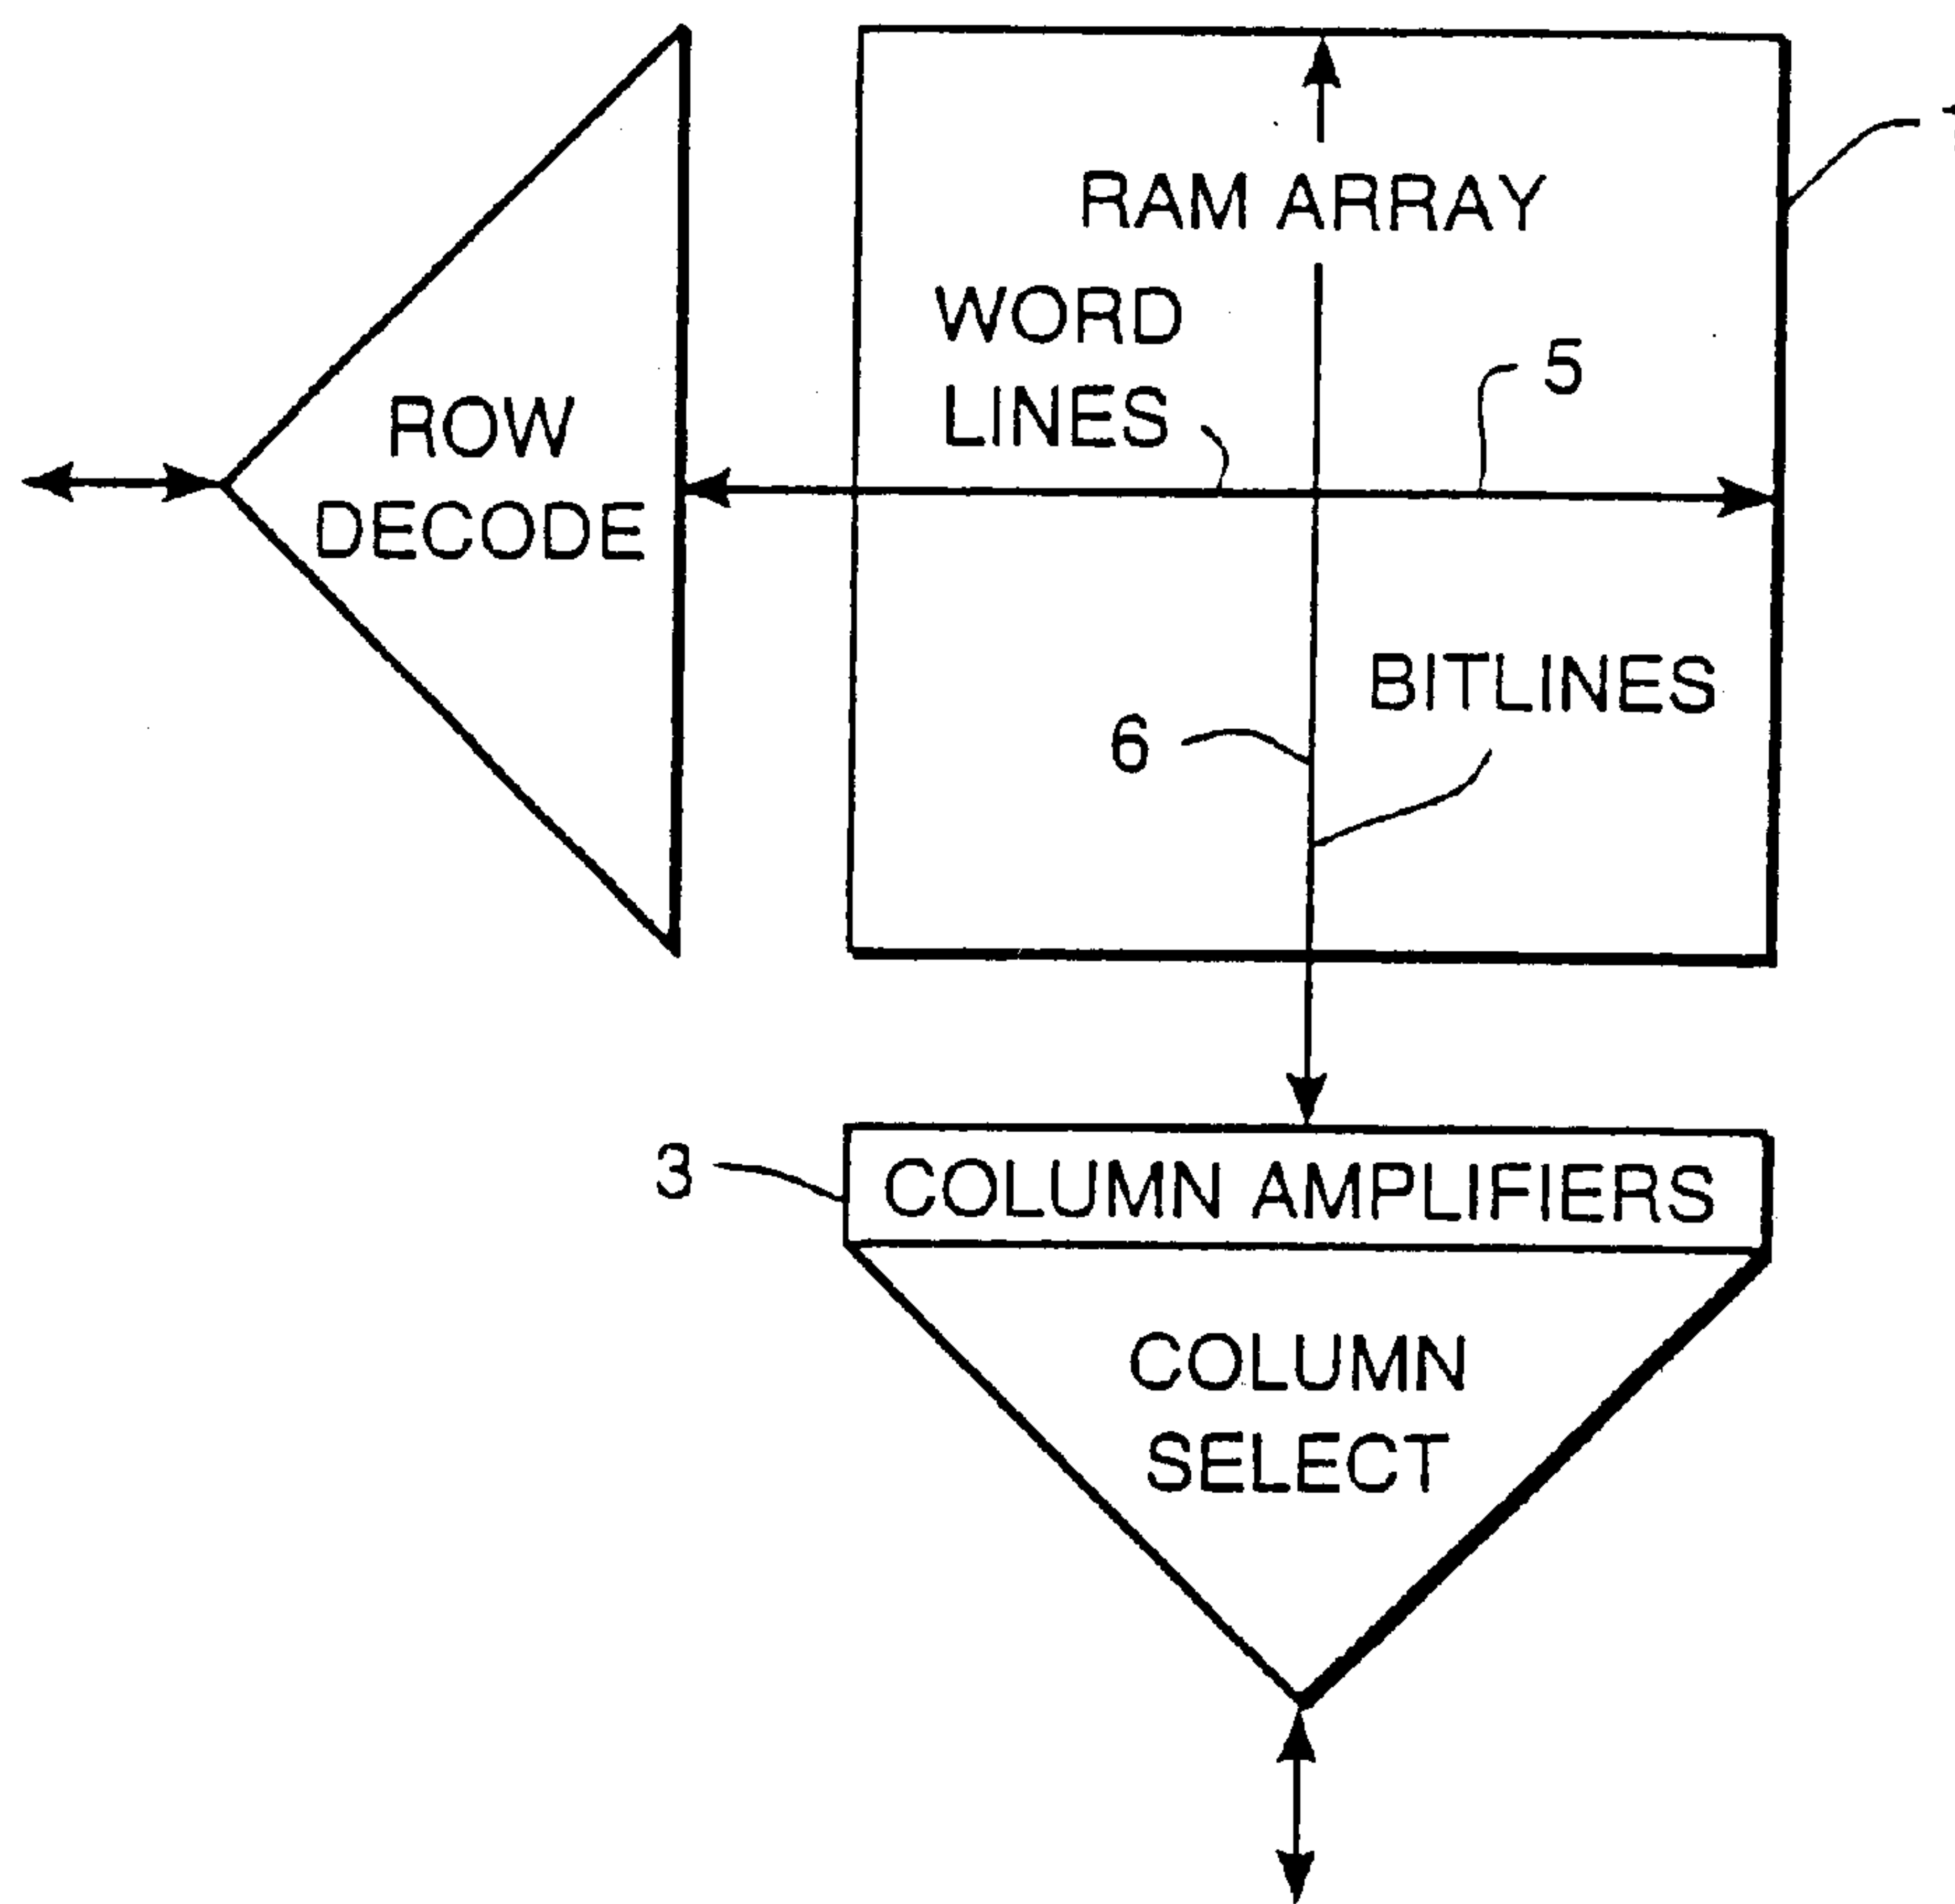 RAM ARRAY
WORD
LINES
5
ROW
DECODE
BITLINES
6
3
COLUMN AMPLIFIERS
COLUMN
SELECT